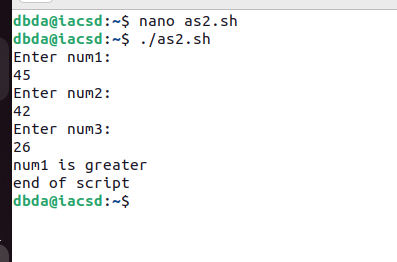 dbda@iacsd:~$ nano as2.sh
dbda@iacsd:~$ ./as2.sh
Enter num1:
45
Enter num2:
42
Enter num3:
26
num1 is greater
end of script
dbda@iacsd:~$